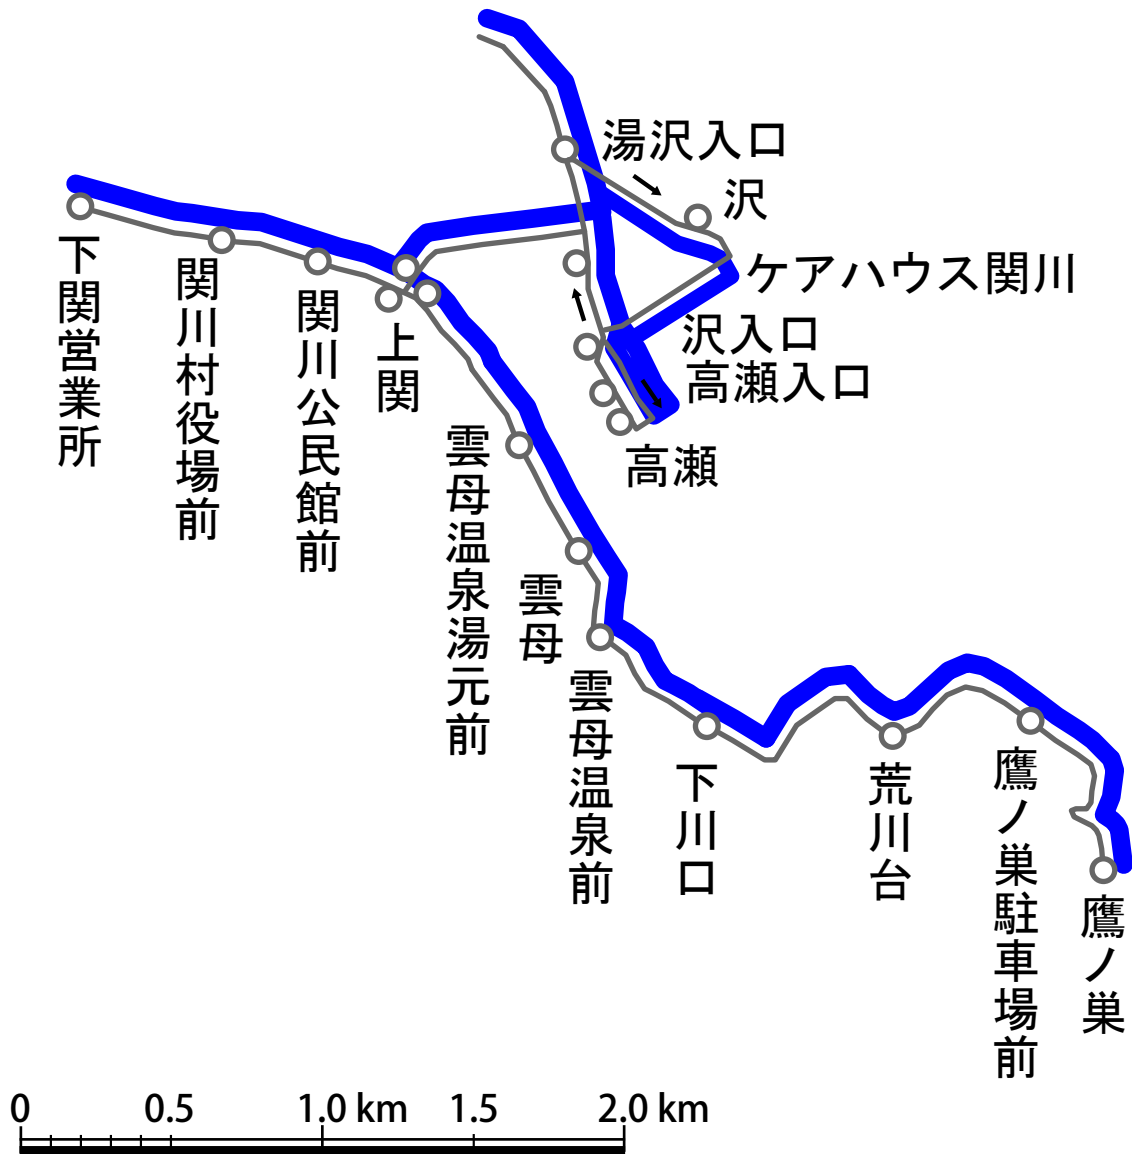 湯沢入口
沢
ケアハウス関川
沢入口
高瀬入口
高瀬
下関営業所
関川村役場前
関川公民館前
上関
雲母温泉湯元前
雲母
雲母温泉前
下川口
荒川台
鷹ノ巣駐車場前
鷹ノ巣
0 0.5 1.0 km 1.5 2.0 km